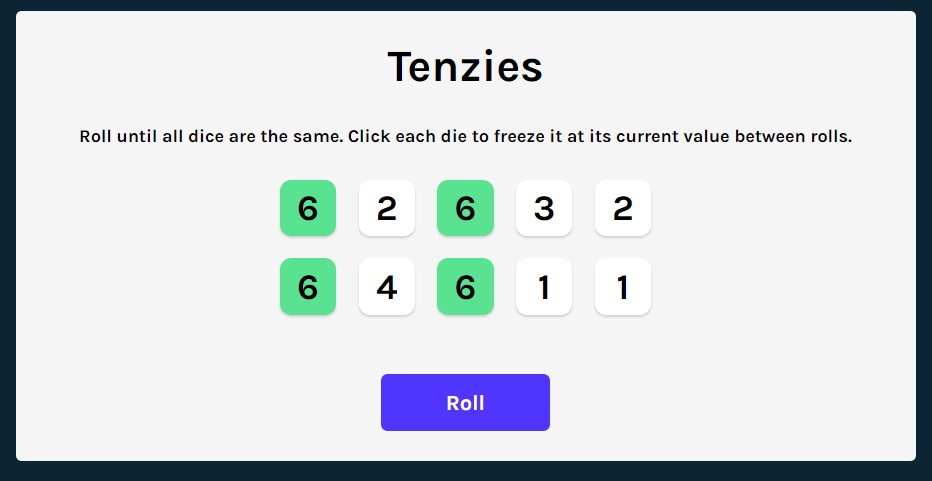 Tenzies
Roll until all dice are the same. Click each die to freeze it at its current value between rolls.
6 2 6 3 2
6 4 6 1 1
Roll